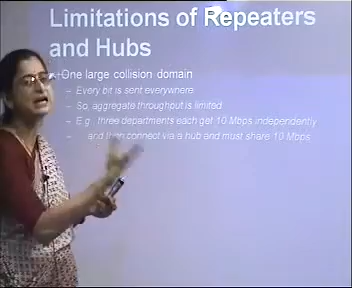 Limitations of Repeaters
and Hubs
One large collision domain
– Every bit is sent everywhere
– So, aggregate throughput is limited
– E.g. three departments each get 10 Mbps independently
– and then connect via a hub and must share 10 Mbps